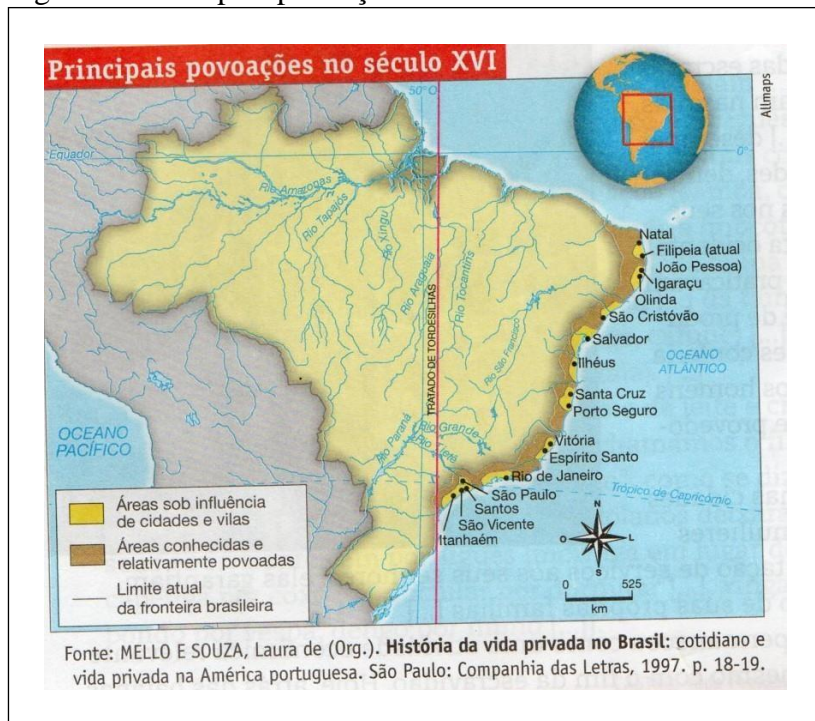 Principais povoações no século XVI
Allmaps
50° O
Equador
0°
Rio Amazonas
Rio Tapajós
Rio Xingu
Rio Araguaia
Rio Tocantins
TRATADO DE TORDESILHAS
Rio São Francisco
Rio Paraná
Rio Grande
Rio Tietê
Natal
Filipeia (atual
João Pessoa)
Igaraçu
Olinda
São Cristóvão
Salvador
Ilhéus
OCEANO
ATLÂNTICO
Santa Cruz
Porto Seguro
Vitória
Espírito Santo
Rio de Janeiro
São Paulo
Santos
São Vicente
Itanhaém
Trópico de Capricórnio
OCEANO
PACÍFICO
Áreas sob influência
de cidades e vilas
Áreas conhecidas e
relativamente povoadas
Limite atual
da fronteira brasileira
N
O
L
S
0
525
km
Fonte: MELLO E SOUZA, Laura de (Org.). História da vida privada no Brasil: cotidiano e
vida privada na América portuguesa. São Paulo: Companhia das Letras, 1997. p. 18-19.